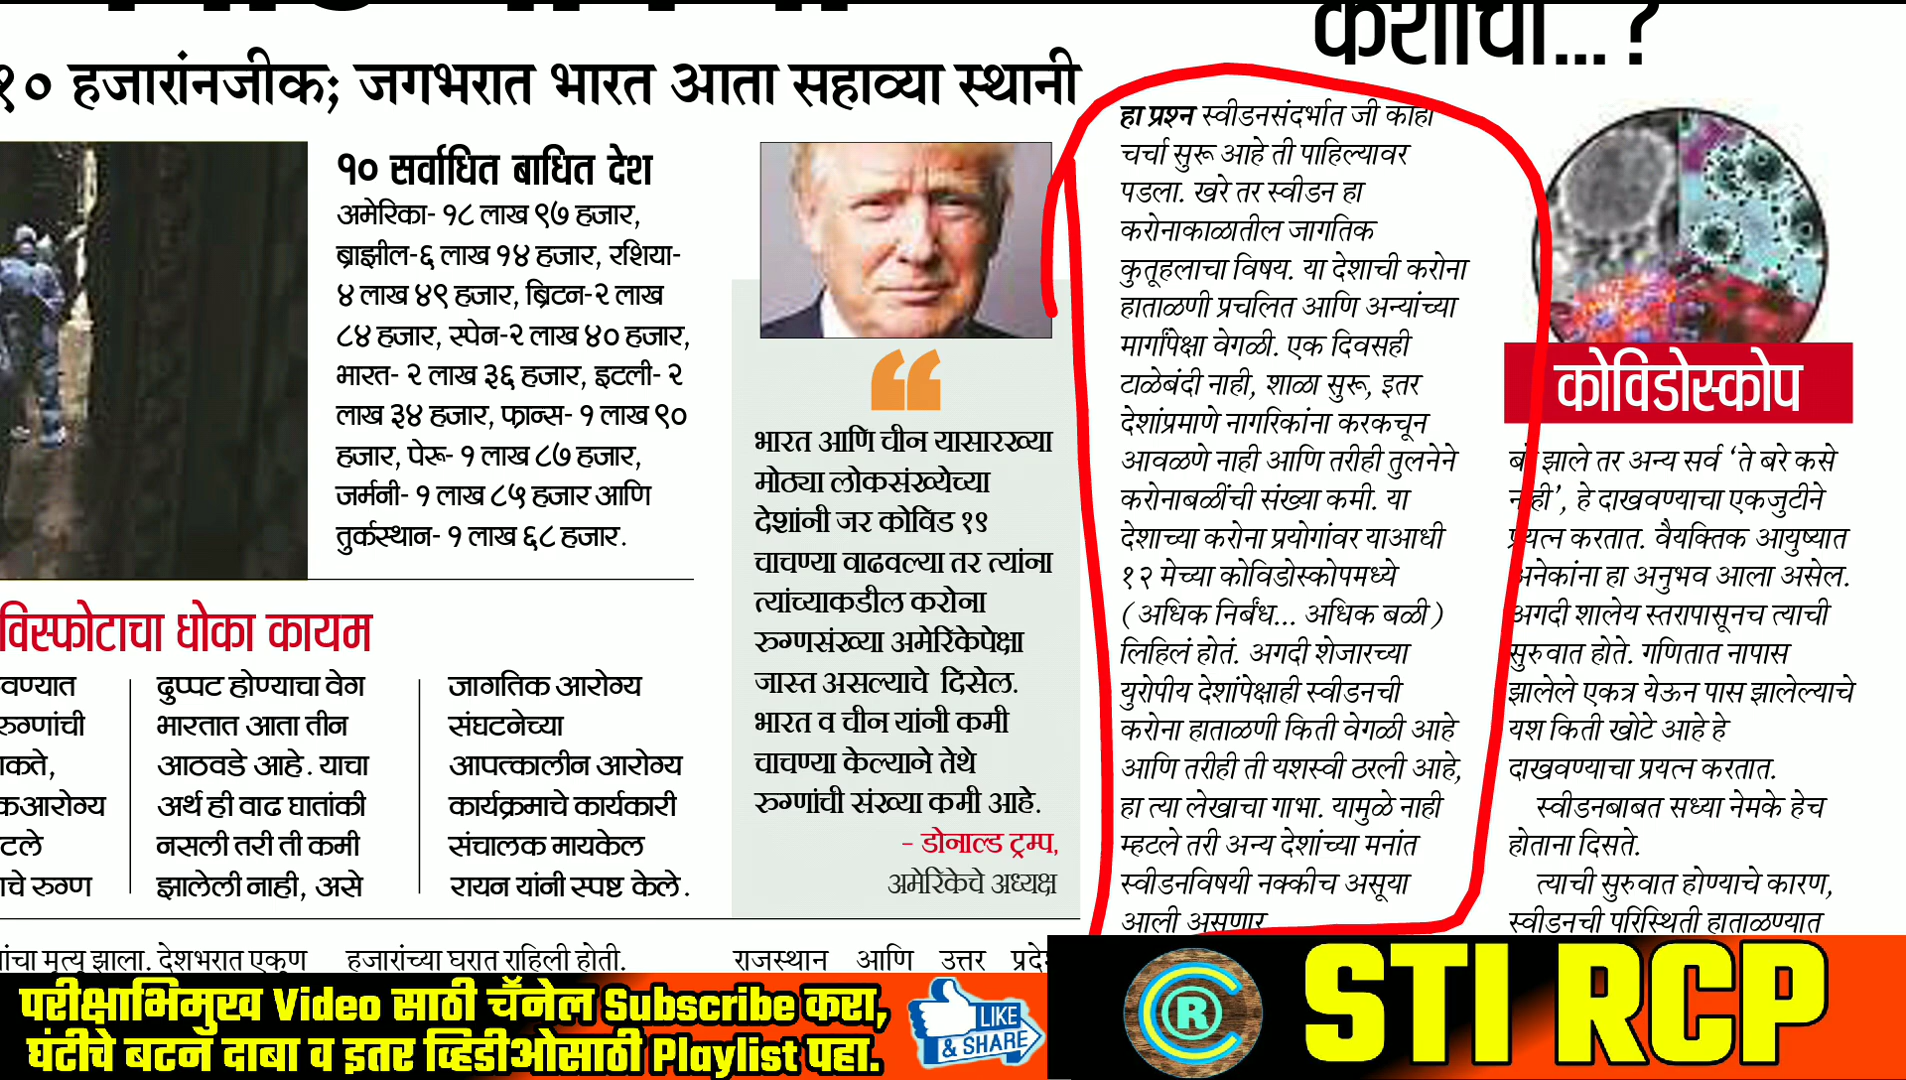 कशाचा...?
१० हजारांनजीक; जगभरात भारत आता सहाव्या स्थानी
१० सर्वाधित बाधित देश
अमेरिका- १८ लाख ९७ हजार,
ब्राझील-६ लाख १४ हजार, रशिया-
४ लाख ४९ हजार, ब्रिटन-२ लाख
८४ हजार, स्पेन-२ लाख ४० हजार,
भारत- २ लाख ३६ हजार, इटली- २
लाख ३४ हजार, फ्रान्स- १ लाख ९०
हजार, पेरू- १ लाख ८७ हजार,
जर्मनी- १ लाख ८५ हजार आणि
तुर्कस्थान- १ लाख ६८ हजार.
विस्फोटाचा धोका कायम
वण्यात
रुग्णांची
कते,
कआरोग्य
टले
चे रुग्ण
दुप्पट होण्याचा वेग
भारतात आता तीन
आठवडे आहे. याचा
अर्थ ही वाढ घातांकी
नसली तरी ती कमी
झालेली नाही, असे
जागतिक आरोग्य
संघटनेच्या
आपत्कालीन आरोग्य
कार्यक्रमाचे कार्यकारी
संचालक मायकेल
रायन यांनी स्पष्ट केले.
“
भारत आणि चीन यासारख्या
मोठ्या लोकसंख्येच्या
देशांनी जर कोविड १९
चाचण्या वाढवल्या तर त्यांना
त्यांच्याकडील करोना
रुग्णसंख्या अमेरिकेपेक्षा
जास्त असल्याचे दिसेल.
भारत व चीन यांनी कमी
चाचण्या केल्याने तेथे
रुग्णांची संख्या कमी आहे.
– डोनाल्ड ट्रम्प,
अमेरिकेचे अध्यक्ष
ांचा मृत्यू झाला. देशभरात एकूण
हजारांच्या घरात राहिली होती.
राजस्थान आणि उत्तर प्रदेश
हा प्रश्न स्वीडनसंदर्भात जी काही
चर्चा सुरू आहे ती पाहिल्यावर
पडला. खरे तर स्वीडन हा
करोनाकाळातील जागतिक
कुतूहलाचा विषय. या देशाची करोना
हाताळणी प्रचलित आणि अन्यांच्या
मार्गांपेक्षा वेगळी. एक दिवसही
टाळेबंदी नाही, शाळा सुरू, इतर
देशांप्रमाणे नागरिकांना करकचून
आवळणे नाही आणि तरीही तुलनेने
करोनाबळींची संख्या कमी. या
देशाच्या करोना प्रयोगांवर याआधी
१२ मेच्या कोविडोस्कोपमध्ये
(अधिक निर्बंध... अधिक बळी)
लिहिलं होतं. अगदी शेजारच्या
युरोपीय देशांपेक्षाही स्वीडनची
करोना हाताळणी किती वेगळी आहे
आणि तरीही ती यशस्वी ठरली आहे,
हा त्या लेखाचा गाभा. यामुळे नाही
म्हटले तरी अन्य देशांच्या मनांत
स्वीडनविषयी नक्कीच असूया
आली असणार.
कोविडोस्कोप
बरे झाले तर अन्य सर्व ‘ते बरे कसे
नाही’, हे दाखवण्याचा एकजुटीने
प्रयत्न करतात. वैयक्तिक आयुष्यात
अनेकांना हा अनुभव आला असेल.
अगदी शालेय स्तरापासूनच त्याची
सुरुवात होते. गणितात नापास
झालेले एकत्र येऊन पास झालेल्याचे
यश किती खोटे आहे हे
दाखवण्याचा प्रयत्न करतात.
स्वीडनबाबत सध्या नेमके हेच
होताना दिसते.
त्याची सुरुवात होण्याचे कारण,
स्वीडनची परिस्थिती हाताळण्यात
परीक्षाभिमुख Video साठी चॅनेल Subscribe करा,
घंटीचे बटन दाबा व इतर व्हिडीओसाठी Playlist पहा.
LIKE
& SHARE
C R
STI RCP